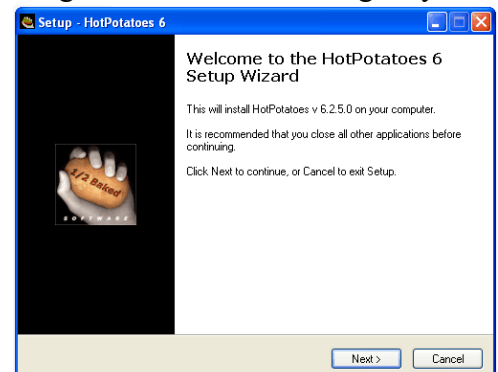 Setup - HotPotatoes 6
Welcome to the HotPotatoes 6
Setup Wizard
This will install HotPotatoes v 6.2.5.0 on your computer.
It is recommended that you close all other applications before
continuing.
Click Next to continue, or Cancel to exit Setup.
1/2 Baked
SOFTWARE
Next >
Cancel